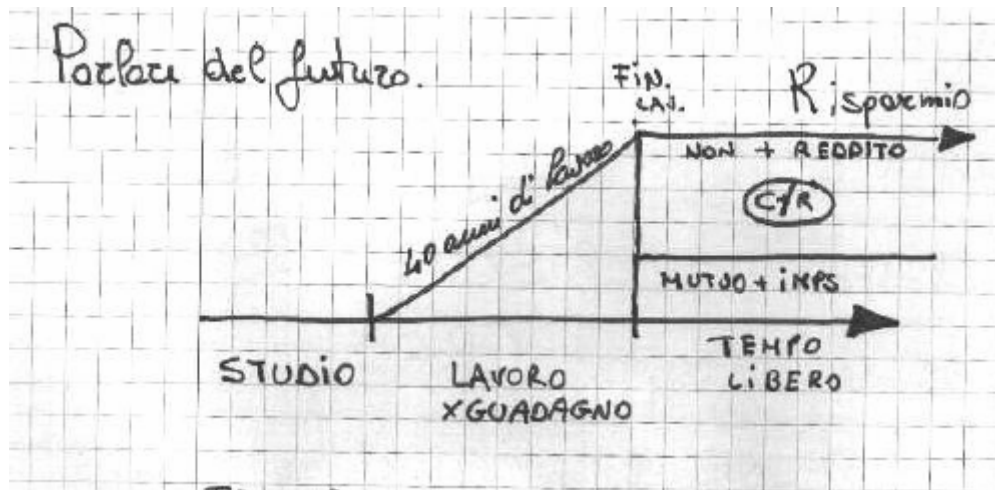 Parlare del futuro.
FiN.
LAV.
Risparmio
40 anni di lavoro
NON + REDDITO
C/R
MUTUO + iNPS
STUDiO
LAVORO
XGUADAGNO
TEMPO
LiBERO